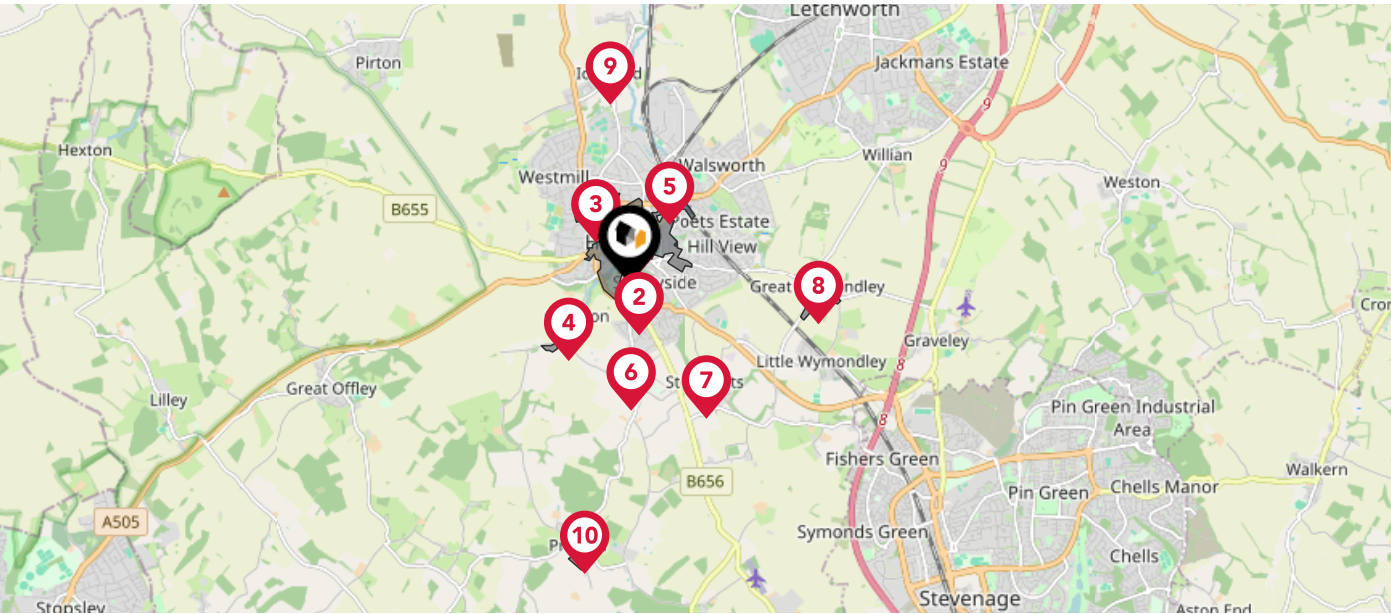 Letchworth
Pirton
9
Jackmans Estate
9
Hexton
Walsworth
Willian
9
Westmill
Weston
5
3
B655
Poets Estate
Hill View
8
Great
ndley
2
4
Graveley
Little Wymondley
8
6
7
Great Offley
Lilley
Pin Green Industrial
Area
8
Fishers Green
Walkern
B656
Pin Green
Chells Manor
A505
10
Symonds Green
Chells
Stevenage
Stopsley
Aston End